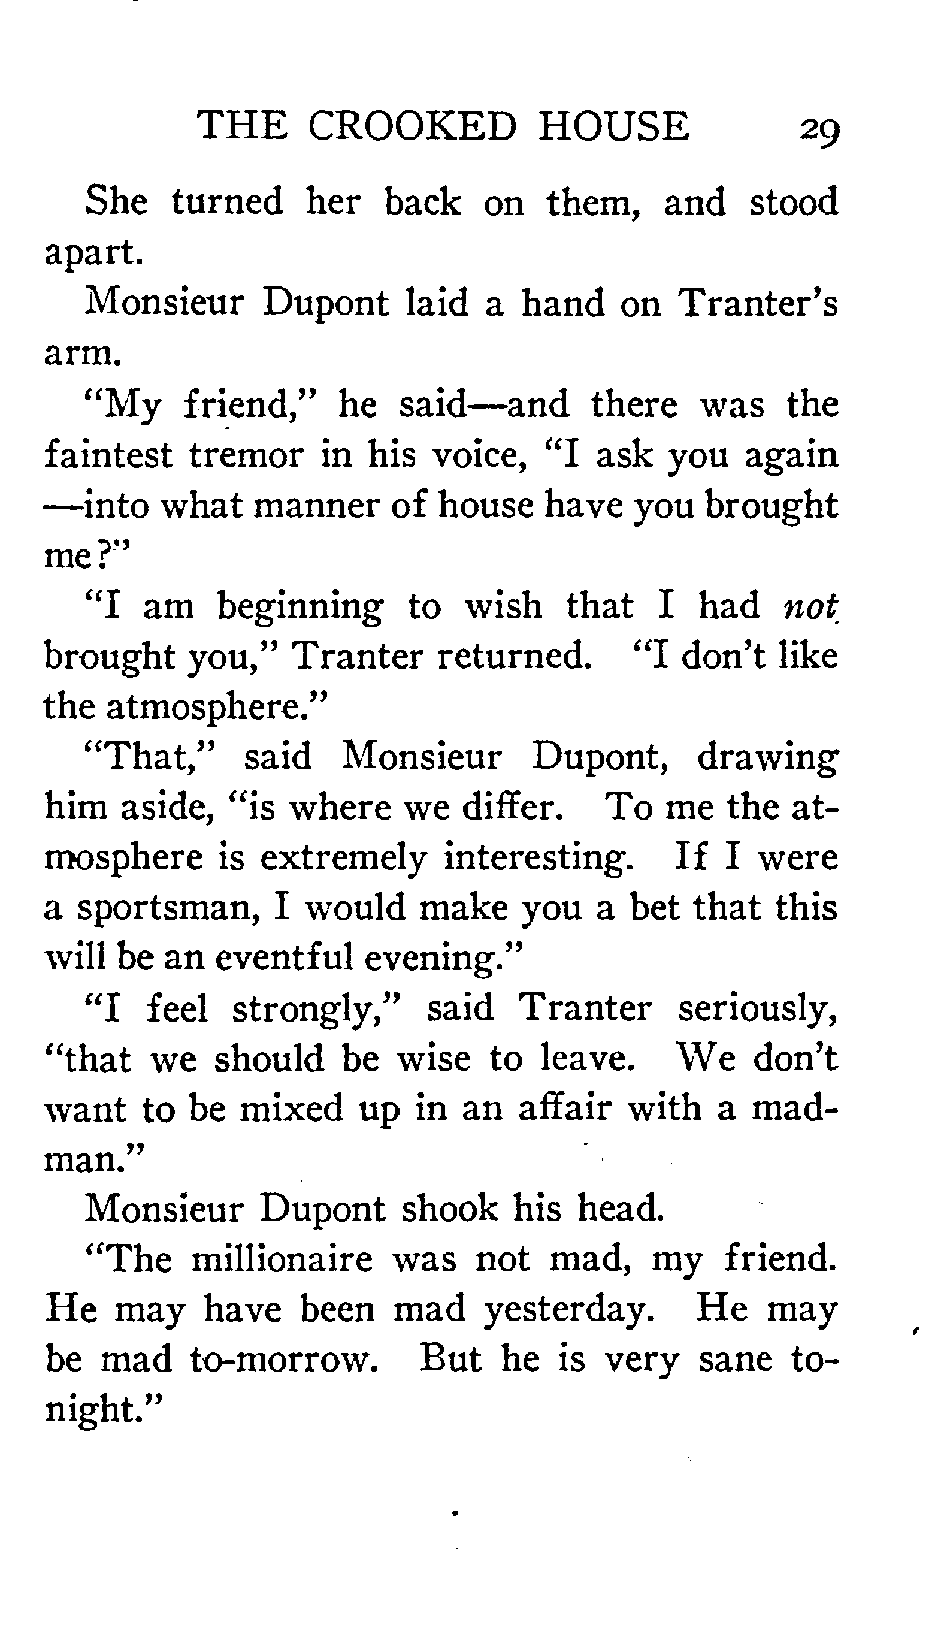 THE CROOKED HOUSE 29
She turned her back on them, and stood
apart.
Monsieur Dupont laid a hand on Tranter's
arm.
"My friend," he said—and there was the
faintest tremor in his voice, "I ask you again
—into what manner of house have you brought
me?"
"I am beginning to wish that I had not
brought you," Tranter returned. "I don't like
the atmosphere."
"That," said Monsieur Dupont, drawing
him aside, "is where we differ. To me the at-
mosphere is extremely interesting. If I were
a sportsman, I would make you a bet that this
will be an eventful evening."
"I feel strongly," said Tranter seriously,
"that we should be wise to leave. We don't
want to be mixed up in an affair with a mad-
man."
Monsieur Dupont shook his head.
"The millionaire was not mad, my friend.
He may have been mad yesterday. He may
be mad to-morrow. But he is very sane to-
night."